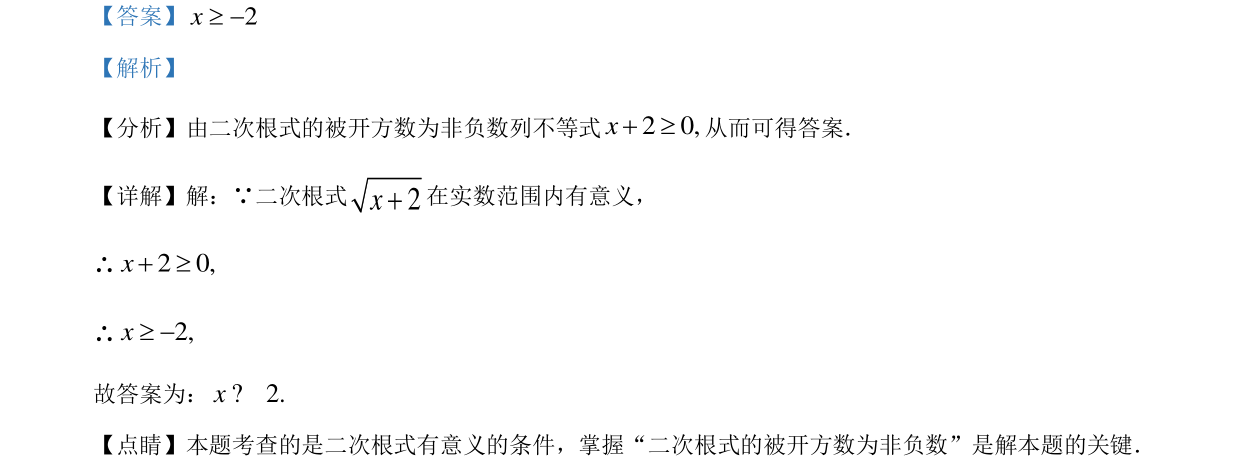 【答案】x ≥ −2
【解析】
【分析】由二次根式的被开方数为非负数列不等式 x + 2 ≥ 0, 从而可得答案.
【详解】解：∵二次根式 √(x + 2) 在实数范围内有意义,
∴ x + 2 ≥ 0,
∴ x ≥ −2,
故答案为：x ? 2.
【点睛】本题考查的是二次根式有意义的条件，掌握“二次根式的被开方数为非负数”是解本题的关键.